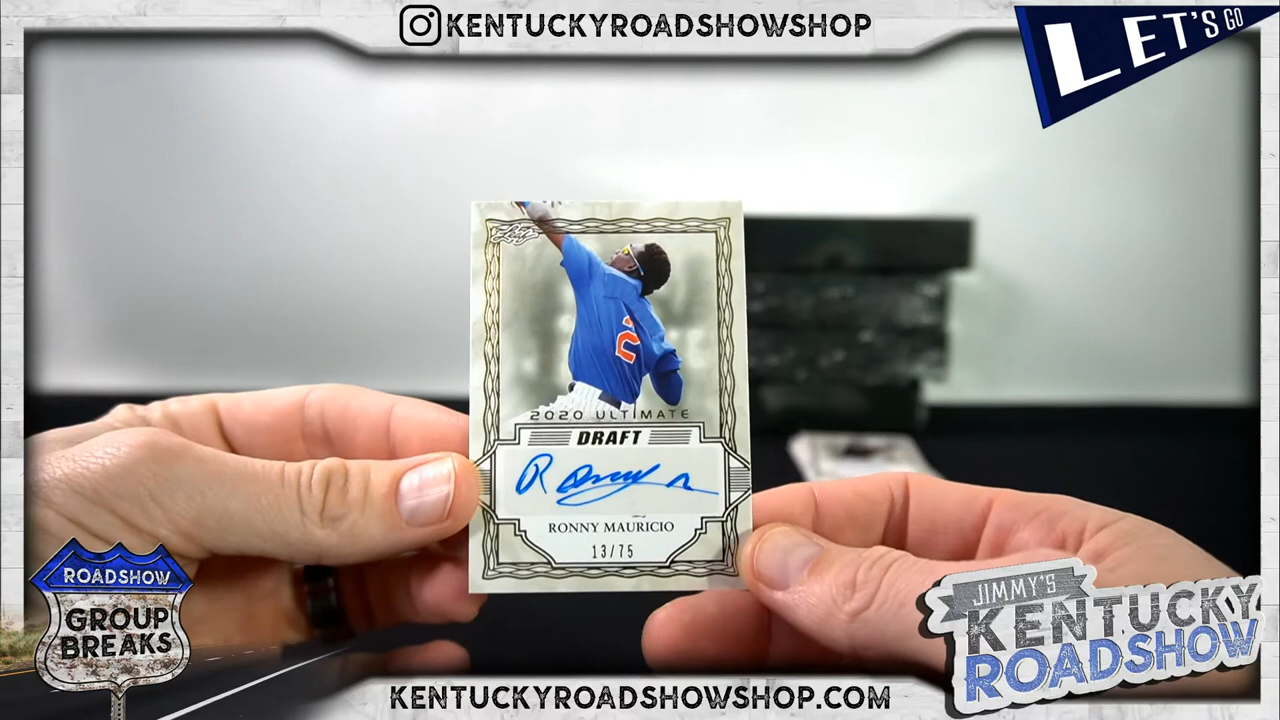 KENTUCKYROADSHOWSHOP
LET'S GO
Leaf
2
2020 ULTIMATE
DRAFT
RONNY MAURICIO
13/75
ROADSHOW
GROUP
BREAKS
JIMMY'S
KENTUCKY
ROADSHOW
KENTUCKYROADSHOWSHOP.COM